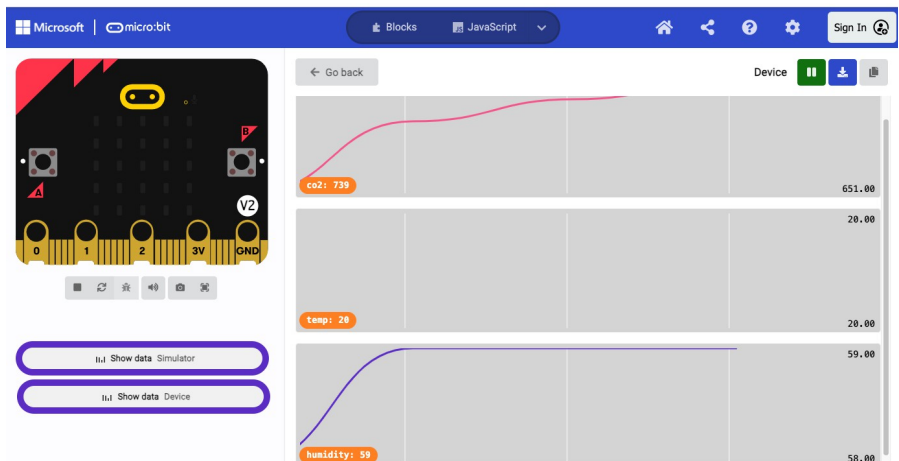 Microsoft micro:bit Blocks JavaScript Sign In
Go back Device
B
A
V2
0 1 2 3V GND
co2: 739
651.00
20.00
temp: 20
20.00
59.00
humidity: 59
58.00
Show data Simulator
Show data Device